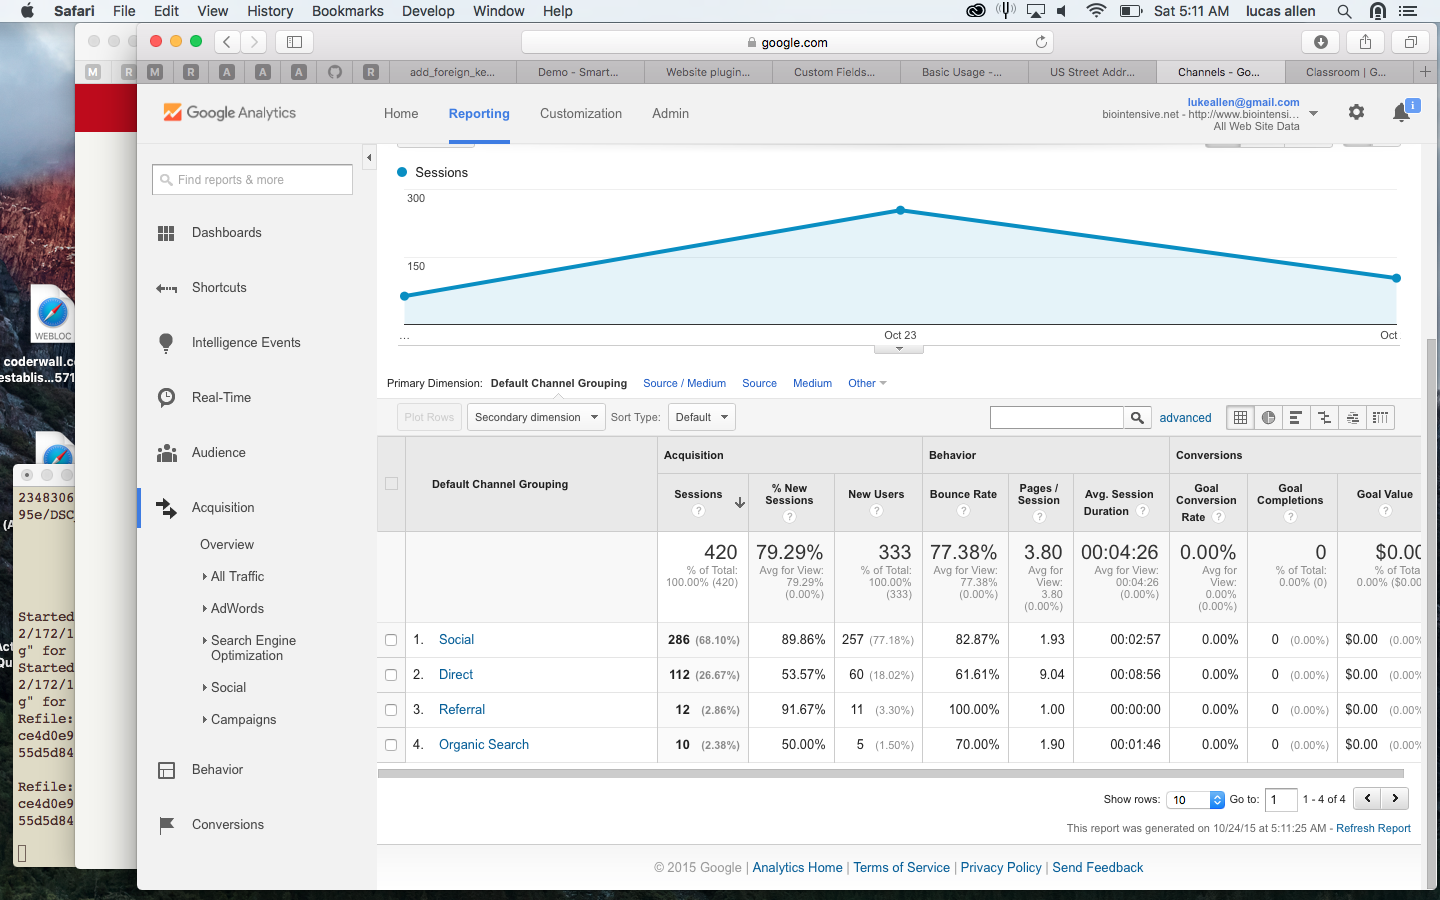 Safari File Edit View History Bookmarks Develop Window Help Sat 5:11 AM lucas allen
google.com
M R M R A A A R add_foreign_ke... Demo - Smart... Website plugin... Custom Fields... Basic Usage -... US Street Addr... Channels - Go... Classroom | G...
Google Analytics
Home Reporting Customization Admin
lukeallen@gmail.com
biointensive.net - http://www.biointensi...
All Web Site Data
Find reports & more
Dashboards
Shortcuts
Intelligence Events
Real-Time
Audience
Acquisition
Overview
All Traffic
AdWords
Search Engine
Optimization
Social
Campaigns
Behavior
Conversions
Sessions
300
150
... Oct 23 Oct
Primary Dimension: Default Channel Grouping Source / Medium Source Medium Other
Plot Rows Secondary dimension Sort Type: Default advanced
Default Channel Grouping
Acquisition Behavior Conversions
Sessions % New Sessions New Users Bounce Rate Pages / Session Avg. Session Duration Goal Conversion Rate Goal Completions Goal Value
420 79.29% 333 77.38% 3.80 00:04:26 0.00% 0 $0.00
% of Total: 100.00% (420) Avg for View: 79.29% (0.00%) % of Total: 100.00% (333) Avg for View: 77.38% (0.00%) Avg for View: 3.80 (0.00%) Avg for View: 00:04:26 (0.00%) Avg for View: 0.00% (0.00%) % of Total: 0.00% (0) % of Tota 0.00% ($0.00
1. Social 286 (68.10%) 89.86% 257 (77.18%) 82.87% 1.93 00:02:57 0.00% 0 (0.00%) $0.00 (0.00%
2. Direct 112 (26.67%) 53.57% 60 (18.02%) 61.61% 9.04 00:08:56 0.00% 0 (0.00%) $0.00 (0.00%
3. Referral 12 (2.86%) 91.67% 11 (3.30%) 100.00% 1.00 00:00:00 0.00% 0 (0.00%) $0.00 (0.00%
4. Organic Search 10 (2.38%) 50.00% 5 (1.50%) 70.00% 1.90 00:01:46 0.00% 0 (0.00%) $0.00 (0.00%
Show rows: 10 Go to: 1 1 - 4 of 4
This report was generated on 10/24/15 at 5:11:25 AM - Refresh Report
© 2015 Google | Analytics Home | Terms of Service | Privacy Policy | Send Feedback
WEBLOC
coderwall.c
establis...571
2348306
95e/DSC
Started
2/172/1
g" for
Started
2/172/1
g" for
Refile:
ce4d0e9
55d5d84
Refile:
ce4d0e9
55d5d84